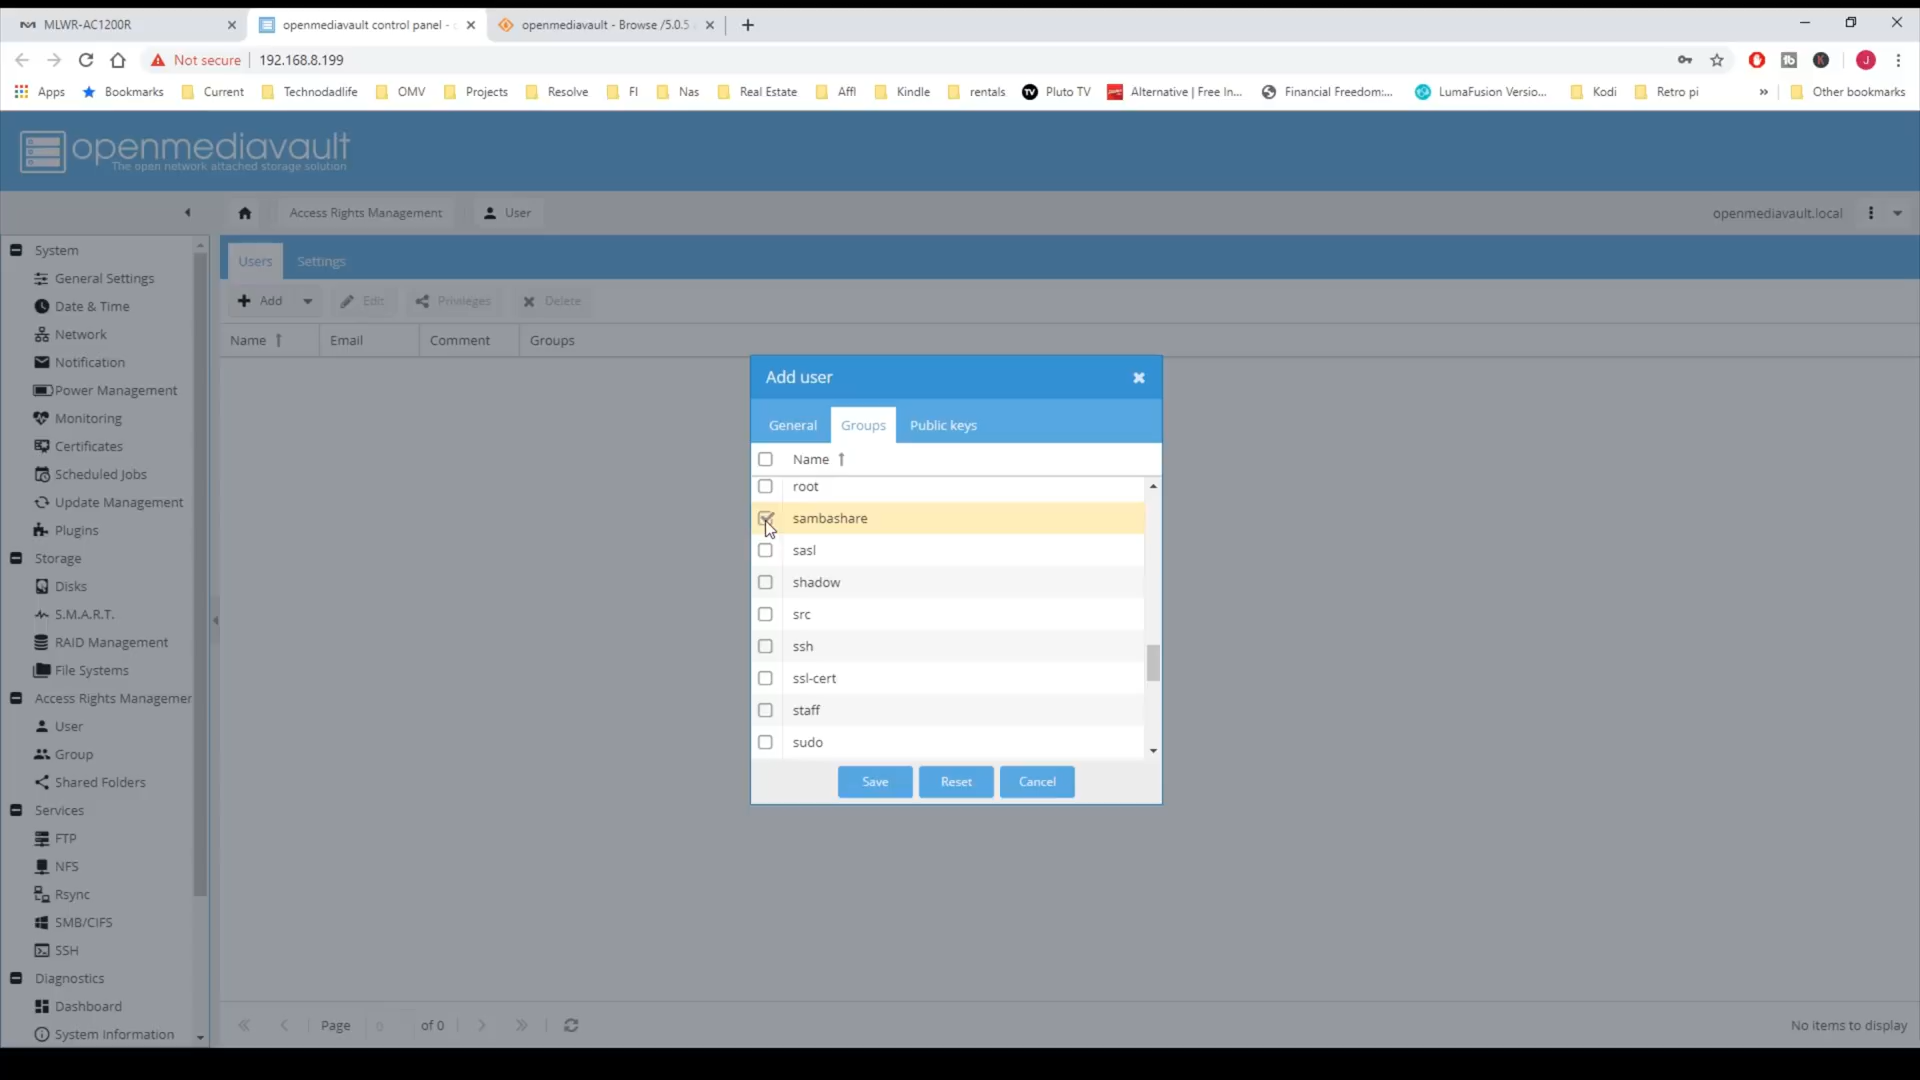 MLWR-AC1200R
openmediavault control panel -
openmediavault - Browse /5.0.5
Not secure
192.168.8.199
Apps
Bookmarks
Current
Technodadlife
OMV
Projects
Resolve
FI
Nas
Real Estate
Affl
Kindle
rentals
Pluto TV
Alternative | Free In...
Financial Freedom:...
LumaFusion Versio...
Kodi
Retro pi
»
Other bookmarks
openmediavault
The open network attached storage solution
Access Rights Management
User
openmediavault.local
System
General Settings
Date & Time
Network
Notification
Power Management
Monitoring
Certificates
Scheduled Jobs
Update Management
Plugins
Storage
Disks
S.M.A.R.T.
RAID Management
File Systems
Access Rights Managemen
User
Group
Shared Folders
Services
FTP
NFS
Rsync
SMB/CIFS
SSH
Diagnostics
Dashboard
System Information
Users
Settings
Add
Edit
Privileges
Delete
Name
Email
Comment
Groups
Add user
General
Groups
Public keys
Name
root
sambashare
sasl
shadow
src
ssh
ssl-cert
staff
sudo
Save
Reset
Cancel
Page
0
of 0
No items to display